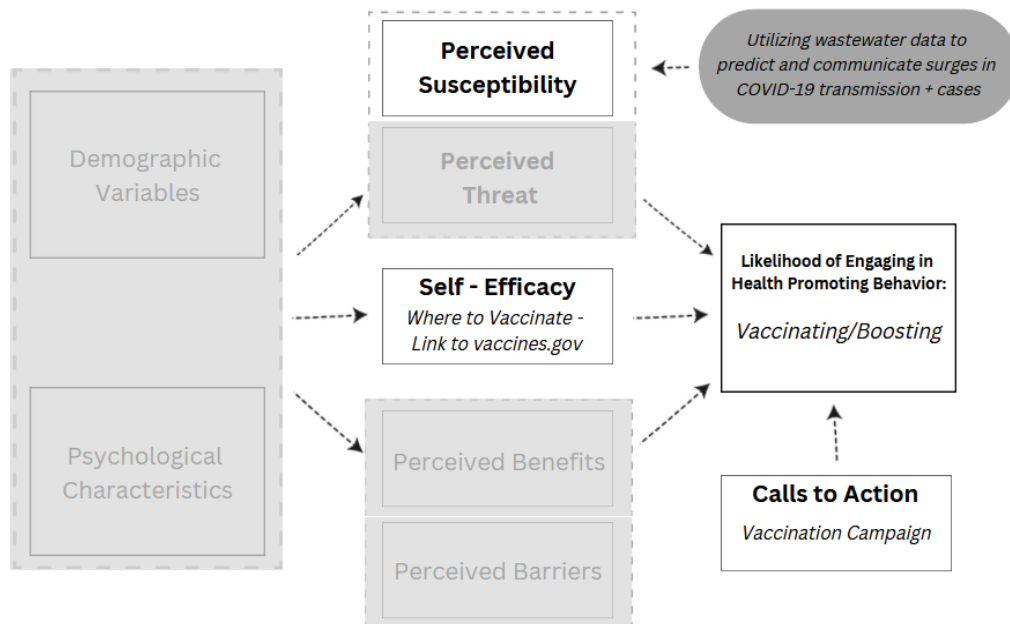 Demographic
Variables
Psychological
Characteristics
Perceived
Susceptibility
Perceived
Threat
Self - Efficacy
Where to Vaccinate -
Link to vaccines.gov
Perceived Benefits
Perceived Barriers
Utilizing wastewater data to
predict and communicate surges in
COVID-19 transmission + cases
Likelihood of Engaging in
Health Promoting Behavior:
Vaccinating/Boosting
Calls to Action
Vaccination Campaign